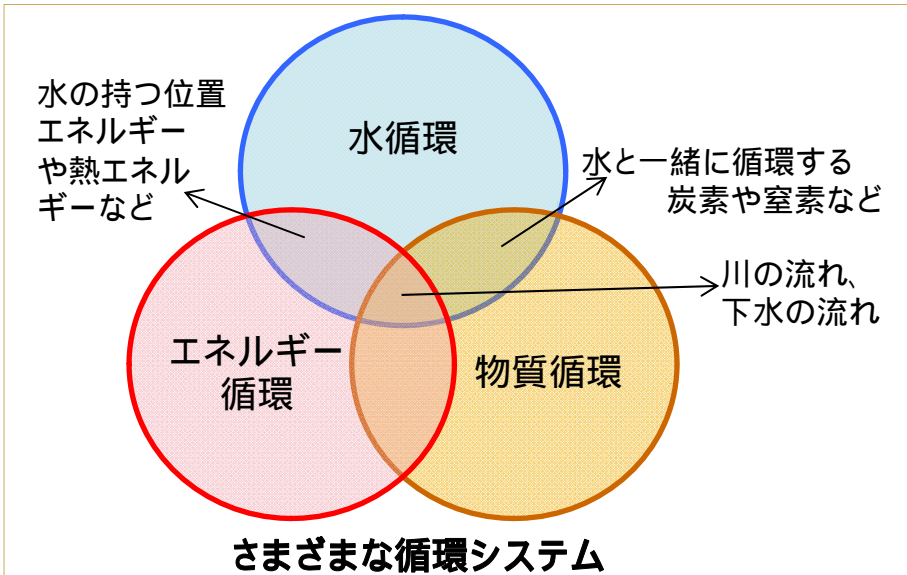 水の持つ位置
エネルギー
や熱エネル
ギーなど
水循環
水と一緒に循環する
炭素や窒素など
川の流れ、
下水の流れ
エネルギー
循環
物質循環
さまざまな循環システム